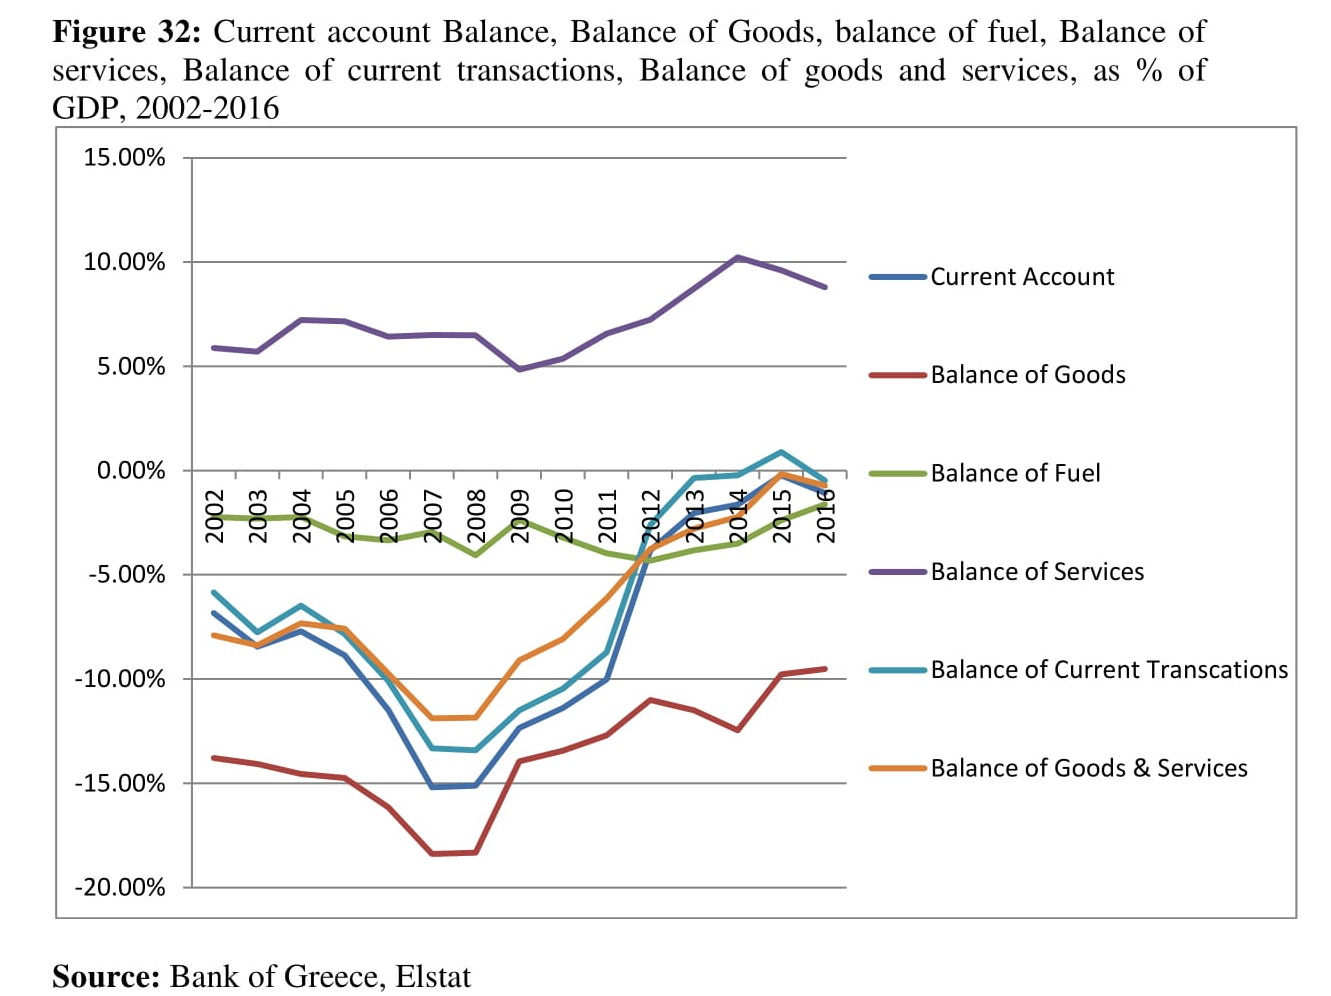 Figure 32: Current account Balance, Balance of Goods, balance of fuel, Balance of
services, Balance of current transactions, Balance of goods and services, as % of
GDP, 2002-2016
15.00%
10.00%
5.00%
0.00%
-5.00%
-10.00%
-15.00%
-20.00%
2002
2003
2004
2005
2006
2007
2008
2009
2010
2011
2012
2013
2014
2015
2016
Current Account
Balance of Goods
Balance of Fuel
Balance of Services
Balance of Current Transcations
Balance of Goods & Services
Source: Bank of Greece, Elstat